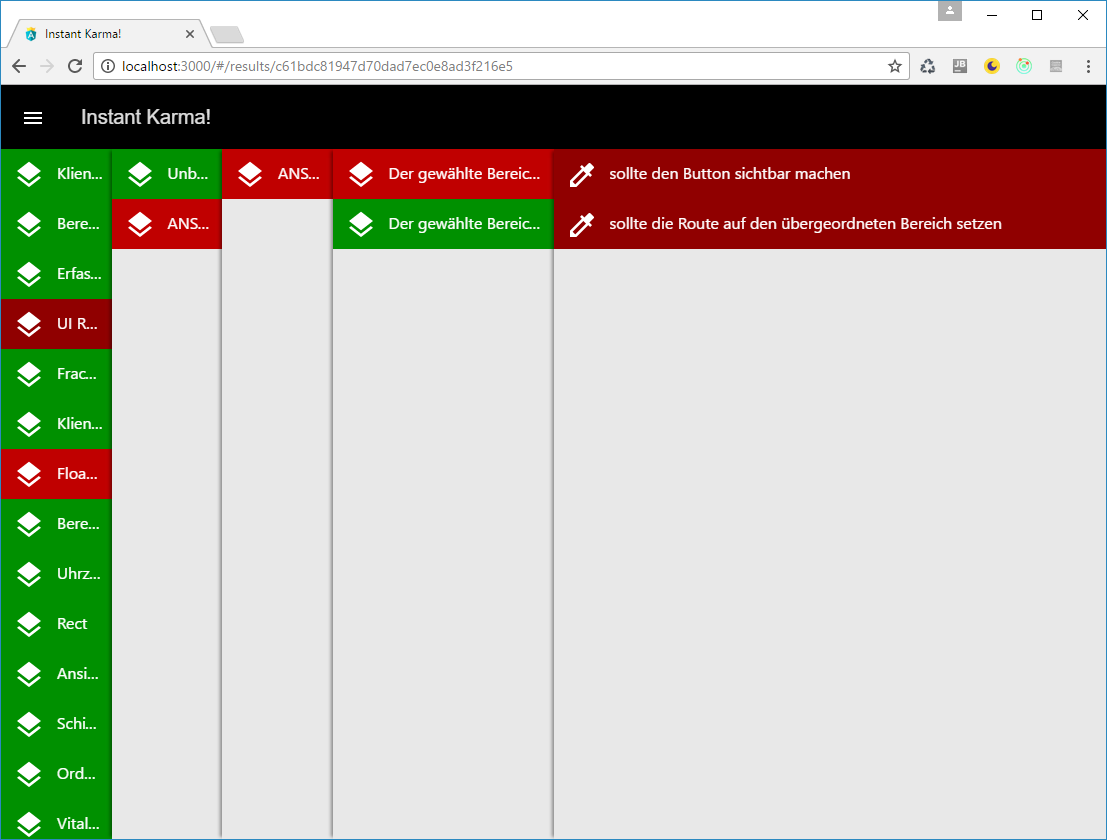 Instant Karma!
localhost:3000/#/results/c61bdc81947d70dad7ec0e8ad3f216e5
JB
Instant Karma!
Klien... Unb... ANS... Der gewählte Bereic... sollte den Button sichtbar machen
Bere... ANS... Der gewählte Bereic... sollte die Route auf den übergeordneten Bereich setzen
Erfas...
UI R...
Frac...
Klien...
Floa...
Bere...
Uhrz...
Rect
Ansi...
Schi...
Ord...
Vital...